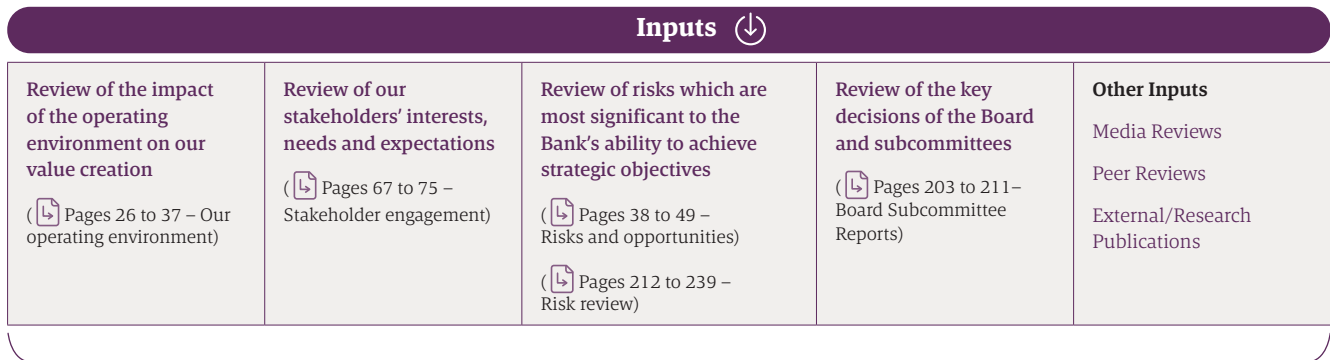 Inputs
Review of the impact
of the operating
environment on our
value creation
( Pages 26 to 37 – Our
operating environment)
Review of our
stakeholders' interests,
needs and expectations
( Pages 67 to 75 –
Stakeholder engagement)
Review of risks which are
most significant to the
Bank's ability to achieve
strategic objectives
( Pages 38 to 49 –
Risks and opportunities)
( Pages 212 to 239 –
Risk review)
Review of the key
decisions of the Board
and subcommittees
( Pages 203 to 211–
Board Subcommittee
Reports)
Other Inputs
Media Reviews
Peer Reviews
External/Research
Publications